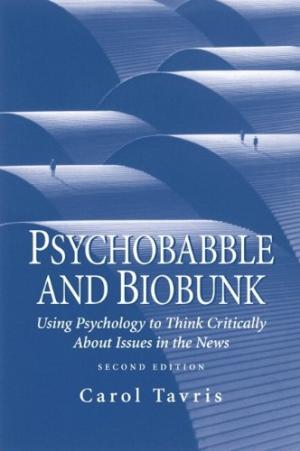 PSYCHOBABBLE
AND BIOBUNK
Using Psychology to Think Critically
About Issues in the News
SECOND EDITION
Carol Tavris